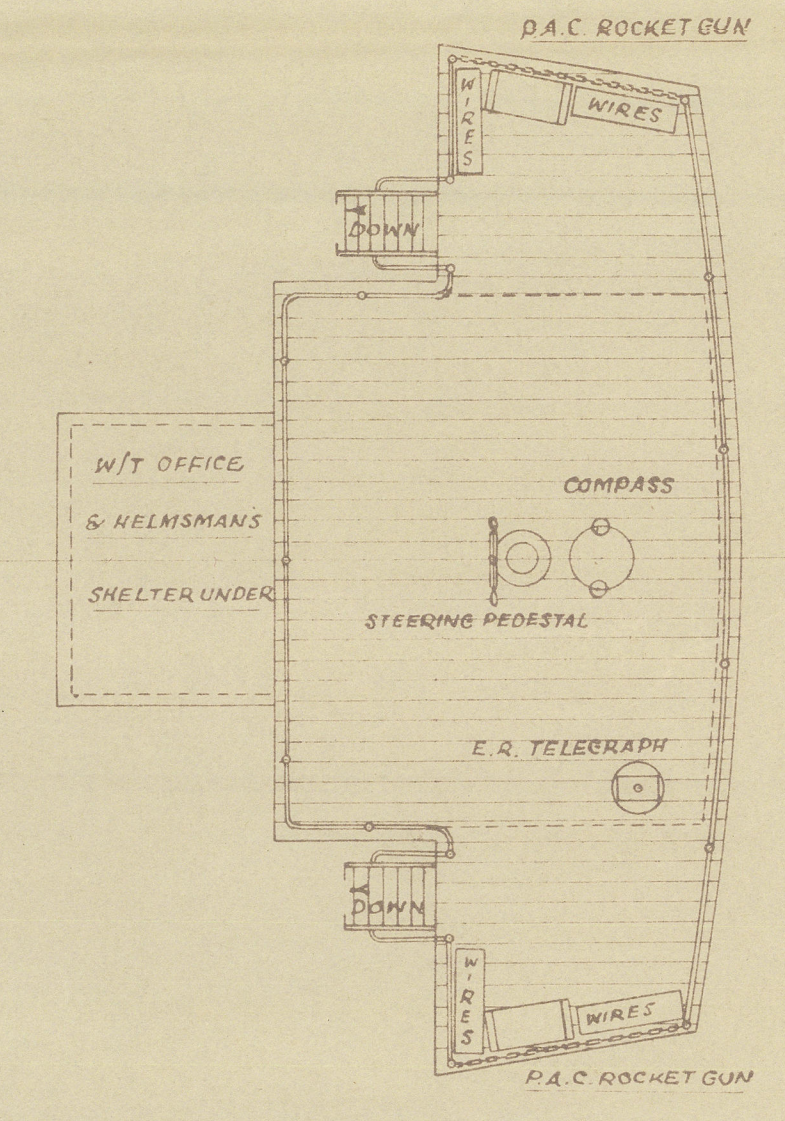 P.A.C. ROCKET GUN
WIRES
WIRES
DOWN
W/T OFFICE
& HELMSMANS
SHELTER UNDER
COMPASS
STEERING PEDESTAL
E.R. TELEGRAPH
DOWN
WIRES
WIRES
P.A.C. ROCKET GUN